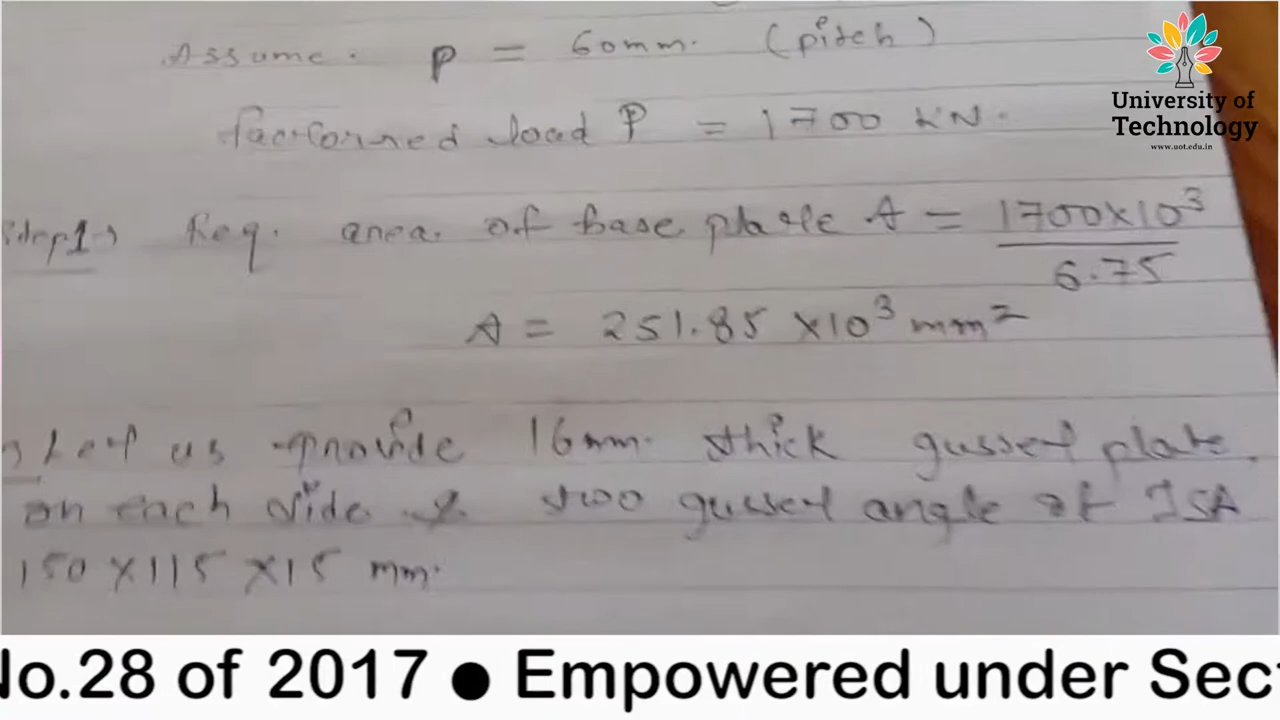 Assume. P = 60mm. (pitch)
University of
Technology
www.uot.edu.in
factorned load P = 1700 KN.
Step1→ Req. area of base plate A = 1700×10³
6.75
A = 251.85 ×10³ mm²
Let us provide 16mm. thick gusset plate.
on each side & two gusset angle of ISA
150 × 115 × 15 mm.
No.28 of 2017 ● Empowered under Sect